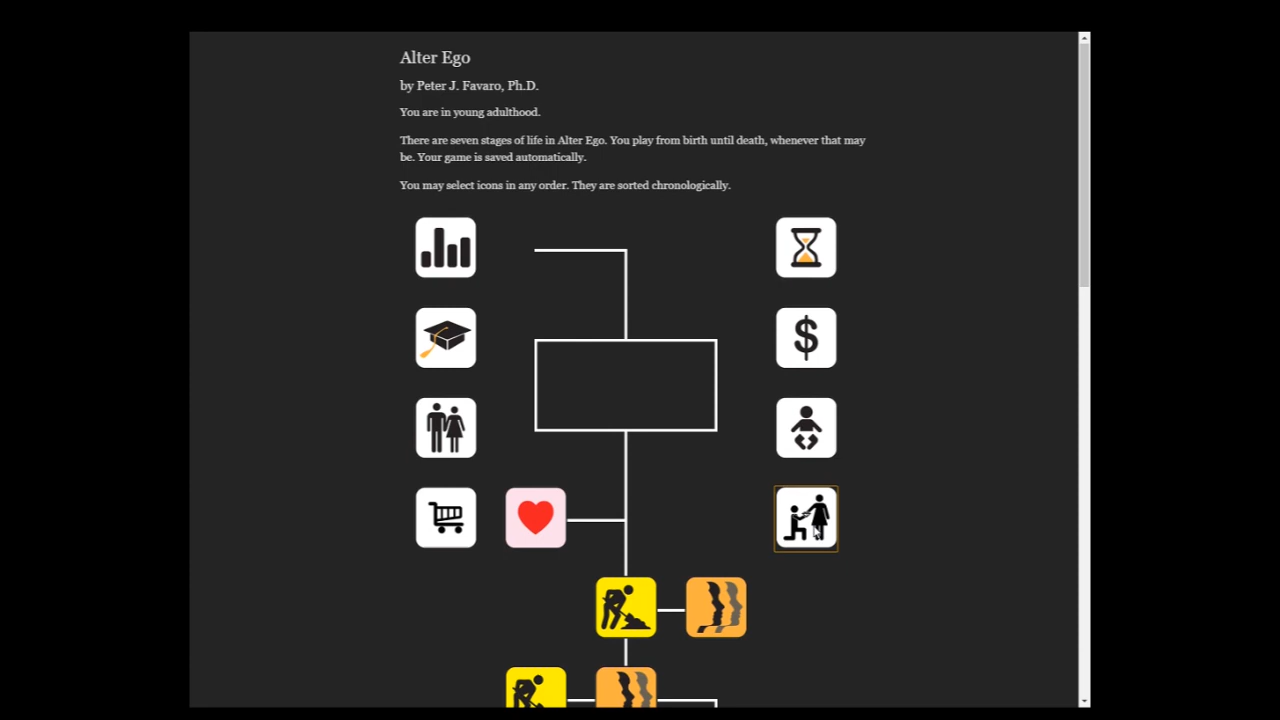 Alter Ego
by Peter J. Favaro, Ph.D.
You are in young adulthood.
There are seven stages of life in Alter Ego. You play from birth until death, whenever that may
be. Your game is saved automatically.
You may select icons in any order. They are sorted chronologically.
$